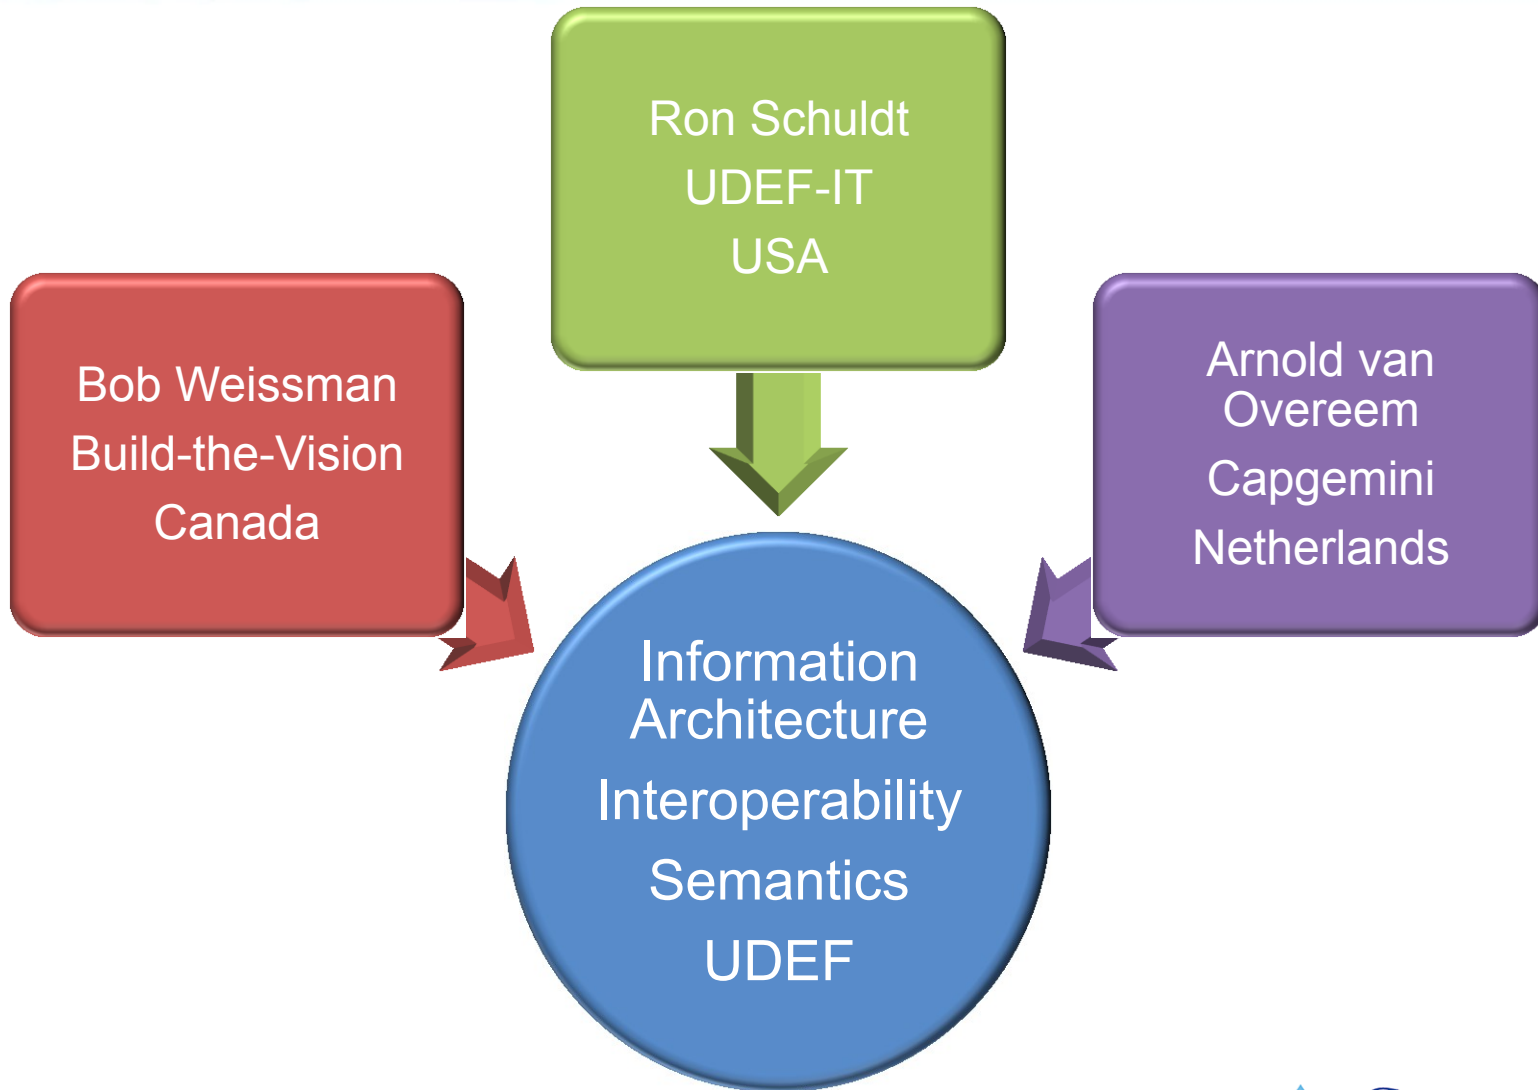 Ron Schuldt
UDEF-IT
USA
Bob Weissman
Build-the-Vision
Canada
Arnold van
Overeem
Capgemini
Netherlands
Information
Architecture
Interoperability
Semantics
UDEF